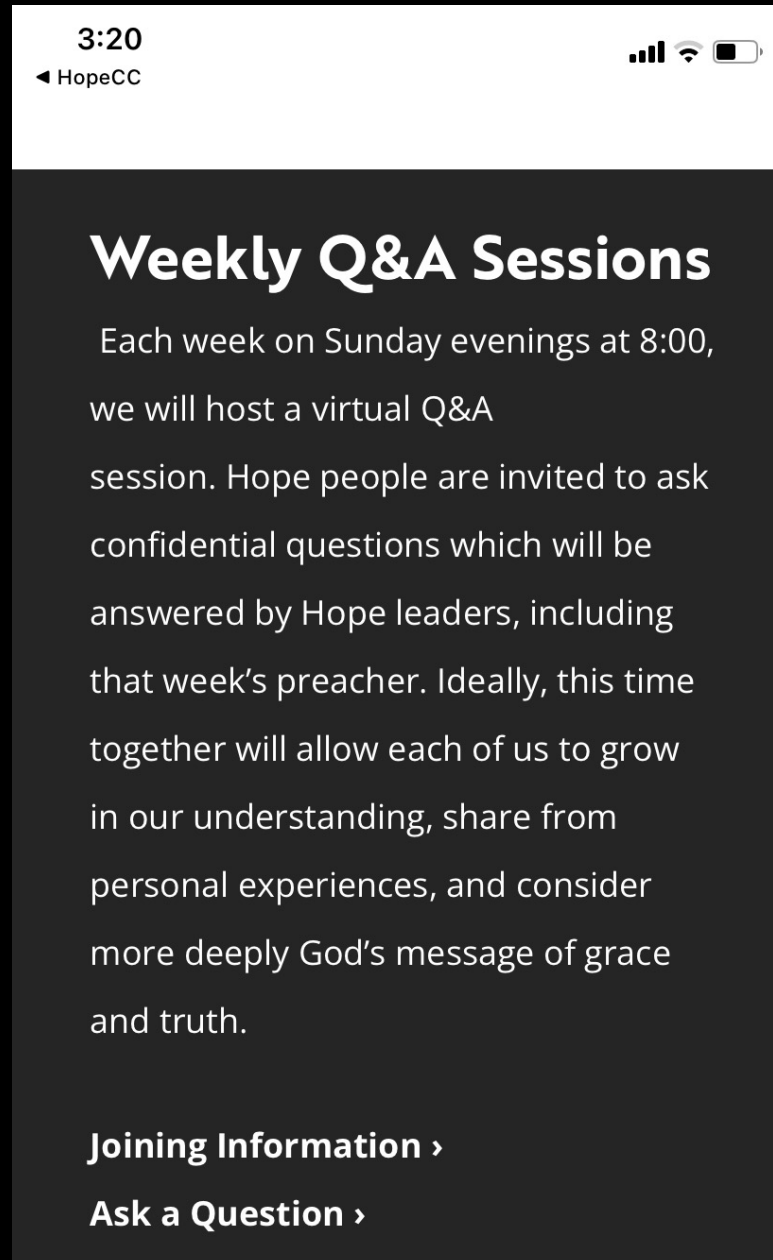 3:20
◀ HopeCC
Weekly Q&A Sessions
Each week on Sunday evenings at 8:00,
we will host a virtual Q&A
session. Hope people are invited to ask
confidential questions which will be
answered by Hope leaders, including
that week’s preacher. Ideally, this time
together will allow each of us to grow
in our understanding, share from
personal experiences, and consider
more deeply God’s message of grace
and truth.
Joining Information ›
Ask a Question ›